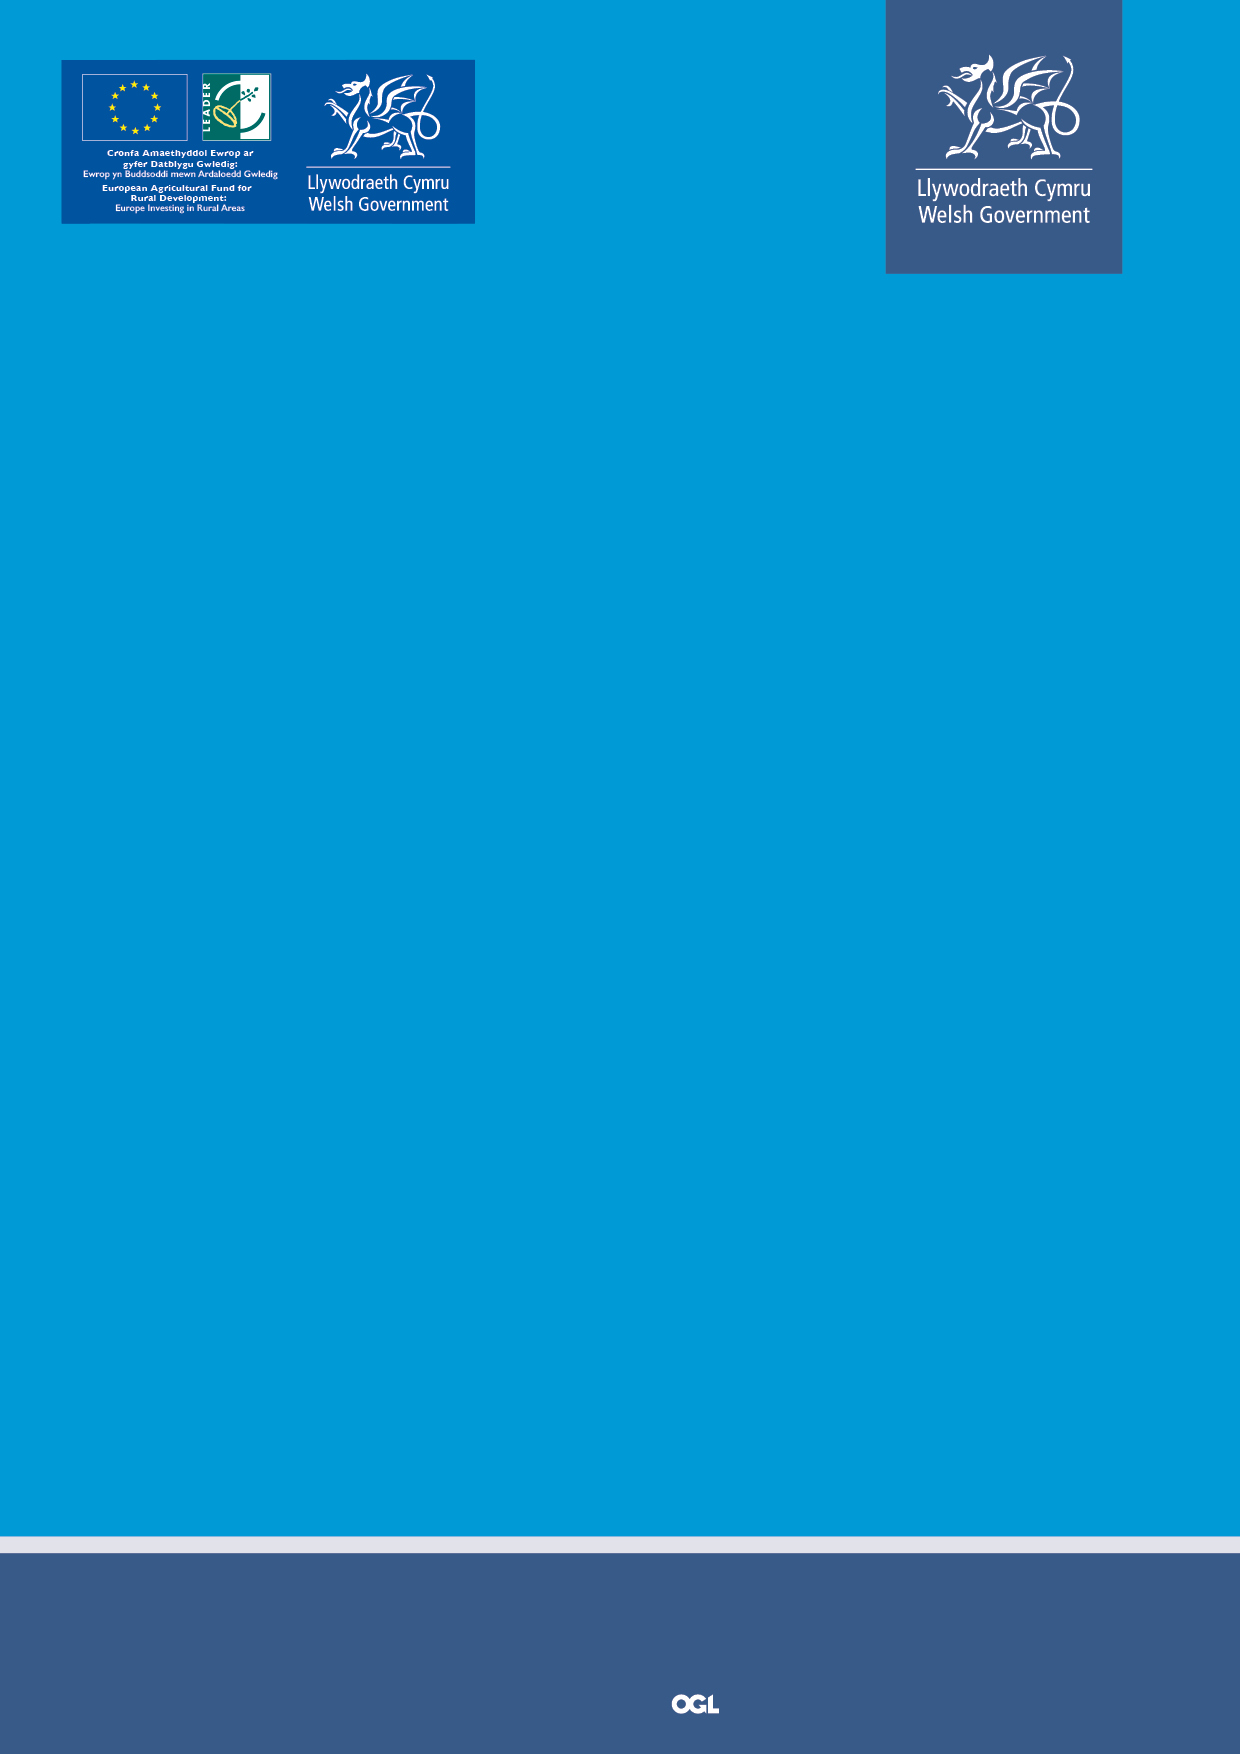 LEADER
Cronfa Amaethyddol Ewrop ar
gyfer Datblygu Gwledig:
Ewrop yn Buddsoddi mewn Ardaloedd Gwledig
European Agricultural Fund for
Rural Development:
Europe Investing in Rural Areas
Llywodraeth Cymru
Welsh Government
Llywodraeth Cymru
Welsh Government
OGL